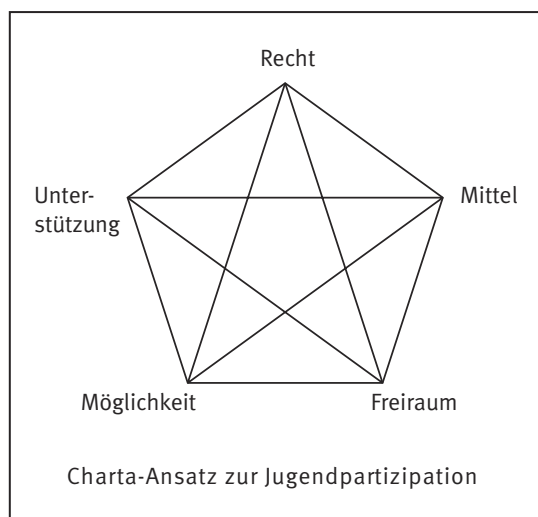 Recht
Unter-
stützung
Mittel
Möglichkeit
Freiraum
Charta-Ansatz zur Jugendpartizipation